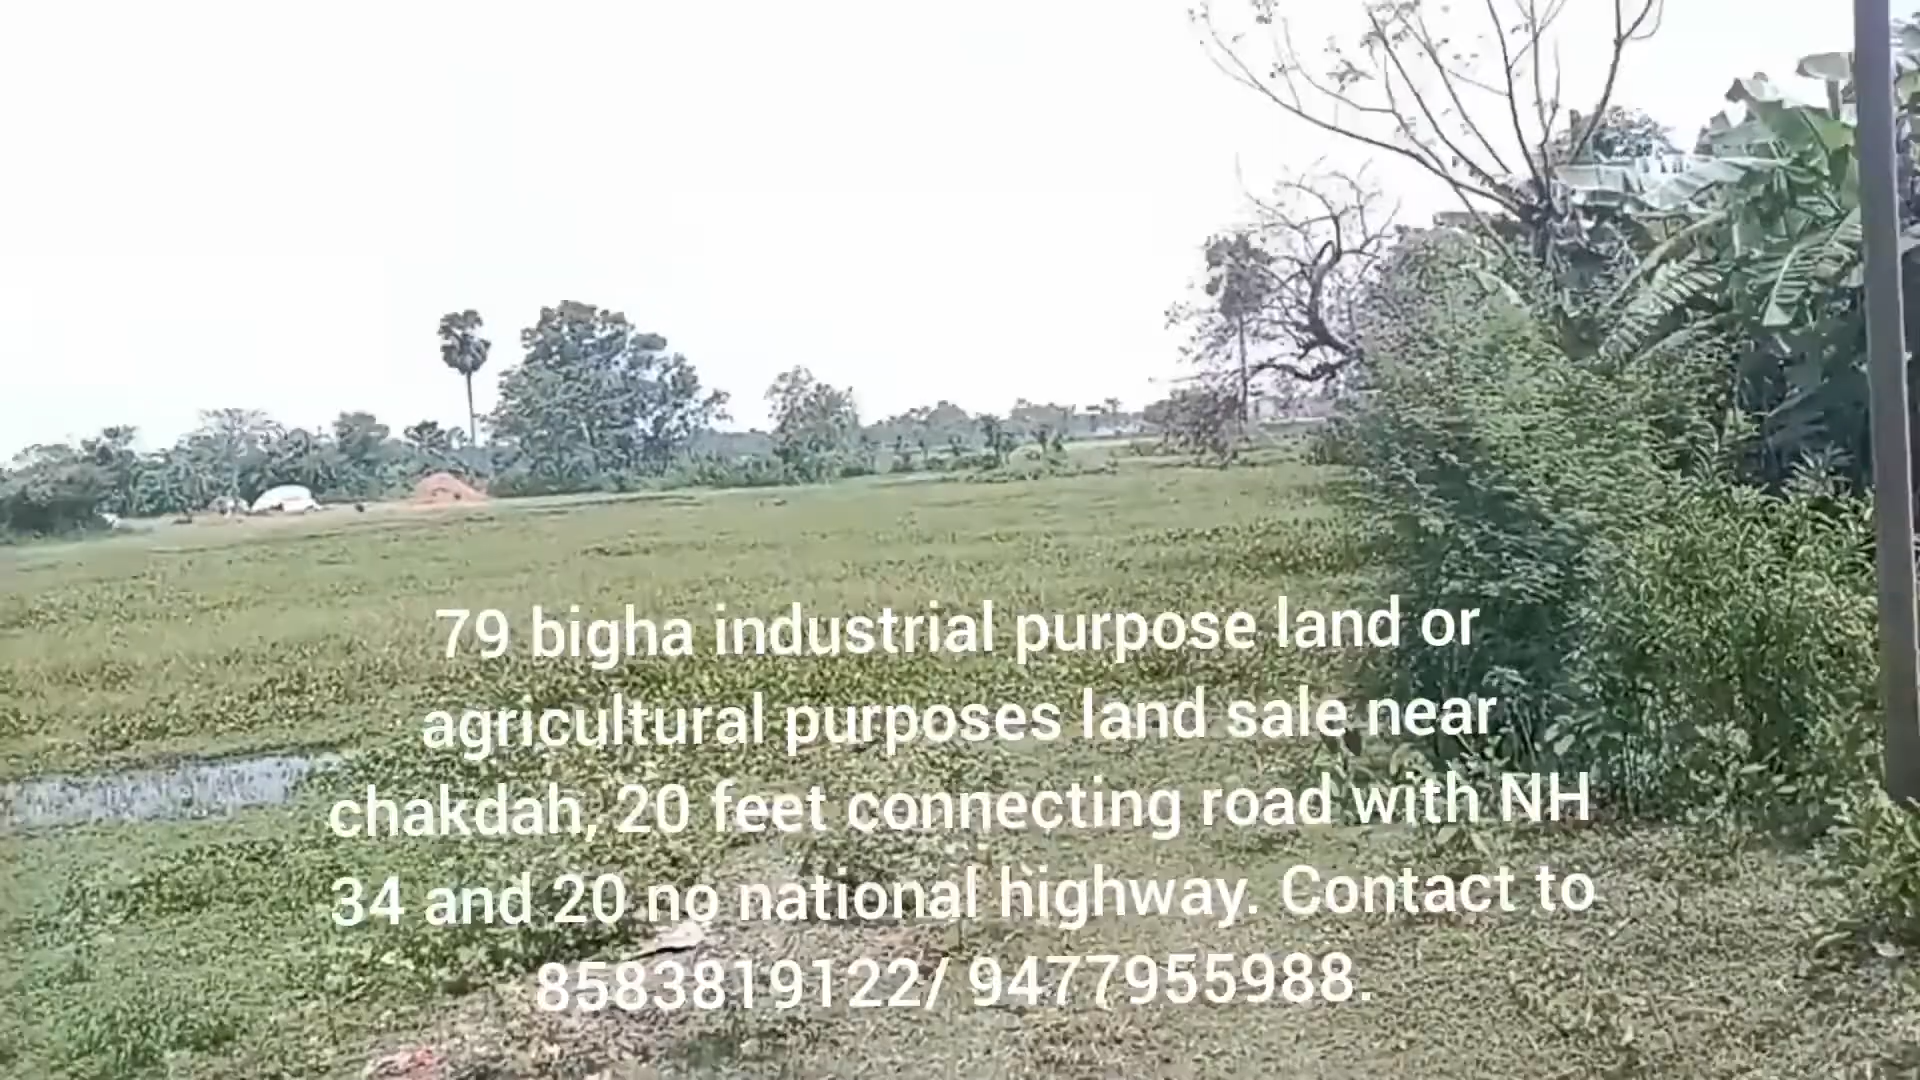 79 bigha industrial purpose land or
agricultural purposes land sale near
chakdah, 20 feet connecting road with NH
34 and 20 no national highway. Contact to
8583819122/ 9477955988.